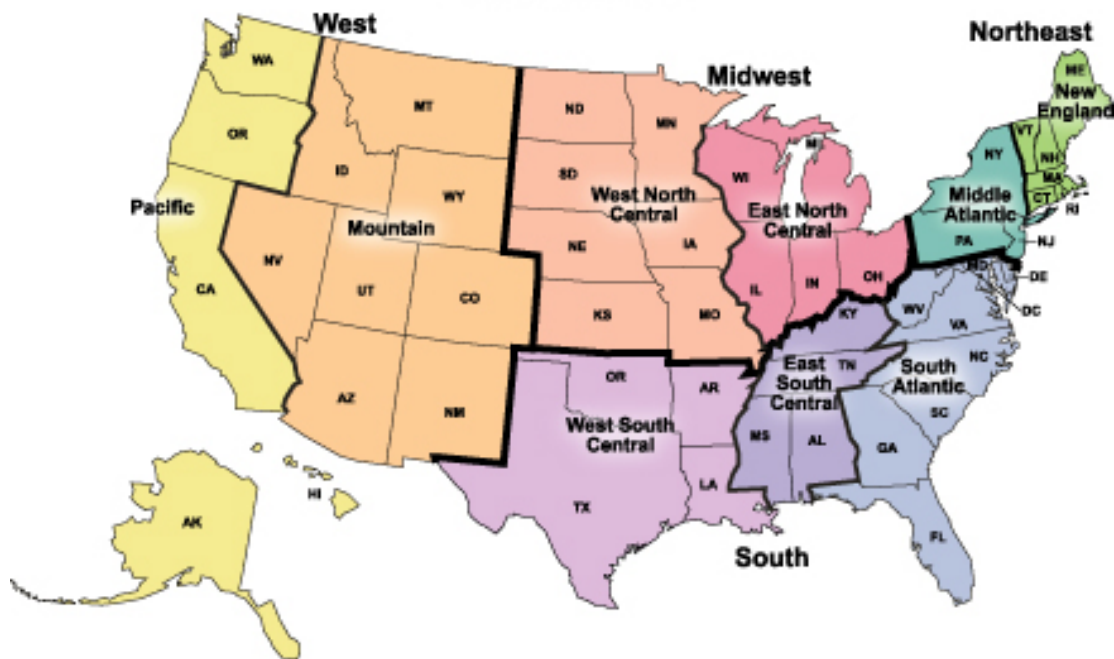 West
Northeast
Midwest
South
Pacific
Mountain
West North
Central
East North
Central
Middle
Atlantic
New
England
West South
Central
East
South
Central
South
Atlantic
WA
OR
CA
AK
HI
MT
ID
WY
NV
UT
CO
AZ
NM
ND
MN
SD
NE
IA
KS
MO
WI
MI
IL
IN
OH
ME
VT
NH
MA
CT
RI
NY
PA
NJ
DE
MD
DC
WV
VA
NC
SC
GA
FL
KY
TN
MS
AL
OR
AR
LA
TX